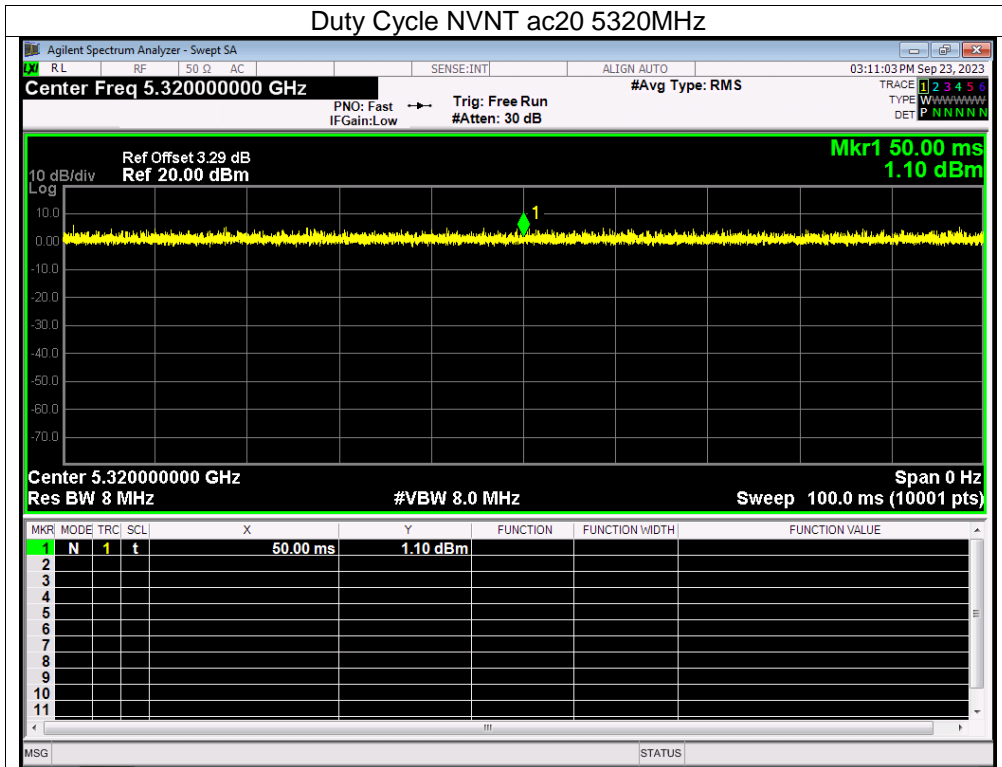 Duty Cycle NVNT ac20 5320MHz
Agilent Spectrum Analyzer - Swept SA
LXI RL RF 50 Ω AC SENSE:INT ALIGN AUTO 03:11:03 PM Sep 23, 2023
Center Freq 5.320000000 GHz #Avg Type: RMS TRACE 1 2 3 4 5 6
PNO: Fast Trig: Free Run TYPE WWWWWW
IFGain:Low #Atten: 30 dB DET P N N N N N
Mkr1 50.00 ms
1.10 dBm
Ref Offset 3.29 dB
10 dB/div Ref 20.00 dBm
Log
10.0
1
0.00
-10.0
-20.0
-30.0
-40.0
-50.0
-60.0
-70.0
Center 5.320000000 GHz Span 0 Hz
Res BW 8 MHz #VBW 8.0 MHz Sweep 100.0 ms (10001 pts)
MKR MODE TRC SCL X Y FUNCTION FUNCTION WIDTH FUNCTION VALUE
1 N 1 t 50.00 ms 1.10 dBm
2
3
4
5
6
7
8
9
10
11
MSG STATUS